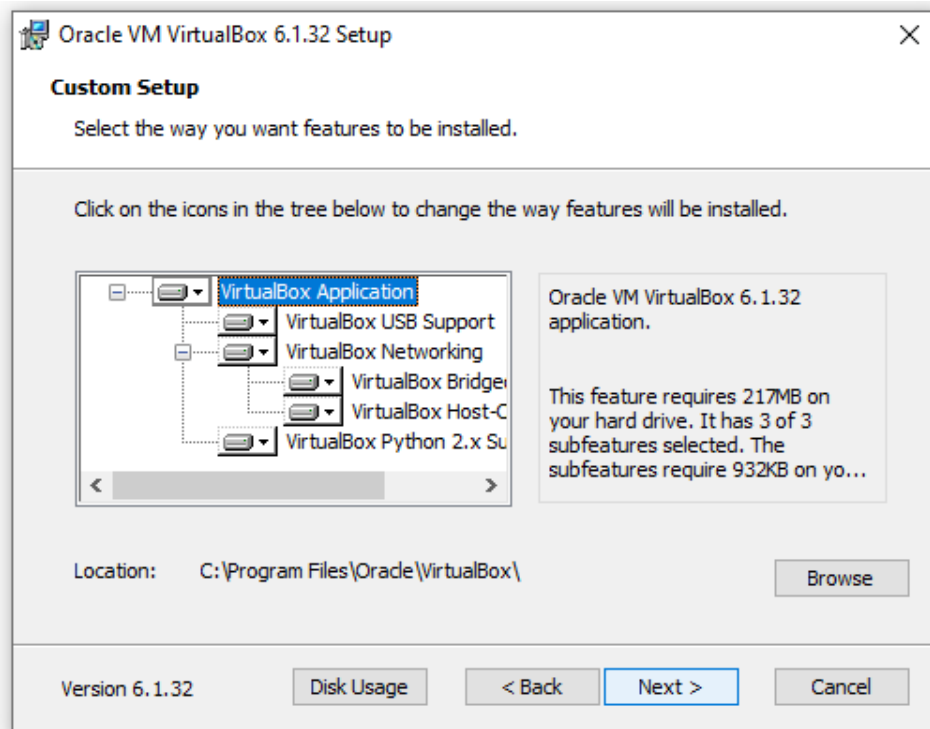 Oracle VM VirtualBox 6.1.32 Setup
Custom Setup
Select the way you want features to be installed.
Click on the icons in the tree below to change the way features will be installed.
VirtualBox Application
VirtualBox USB Support
VirtualBox Networking
VirtualBox Bridge
VirtualBox Host-C
VirtualBox Python 2.x Su
Oracle VM VirtualBox 6.1.32
application.
This feature requires 217MB on
your hard drive. It has 3 of 3
subfeatures selected. The
subfeatures require 932KB on yo...
Location: C:\Program Files\Oracle\VirtualBox\
Browse
Version 6.1.32
Disk Usage
< Back
Next >
Cancel